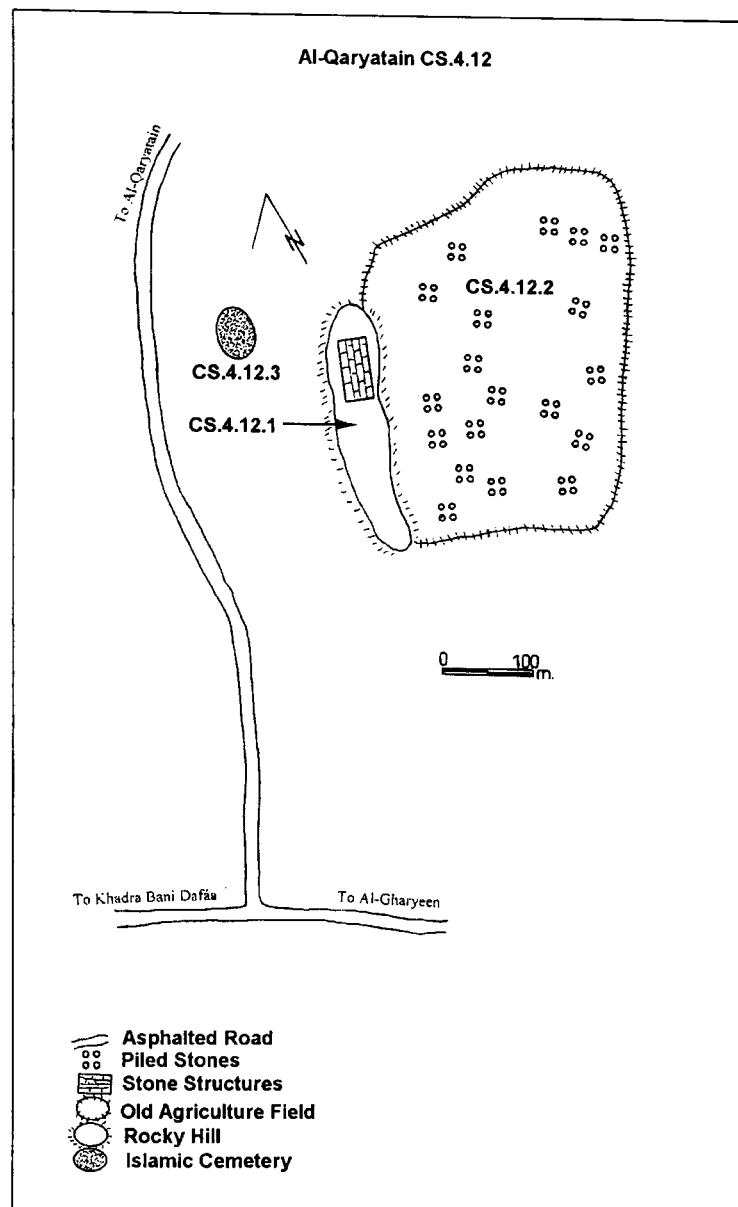 Al-Qaryatain CS.4.12
To Al-Qaryatain
N
CS.4.12.2
CS.4.12.3
CS.4.12.1
0 100 m.
To Khadra Bani Dafáa
To Al-Gharyeen
Asphalted Road
Piled Stones
Stone Structures
Old Agriculture Field
Rocky Hill
Islamic Cemetery